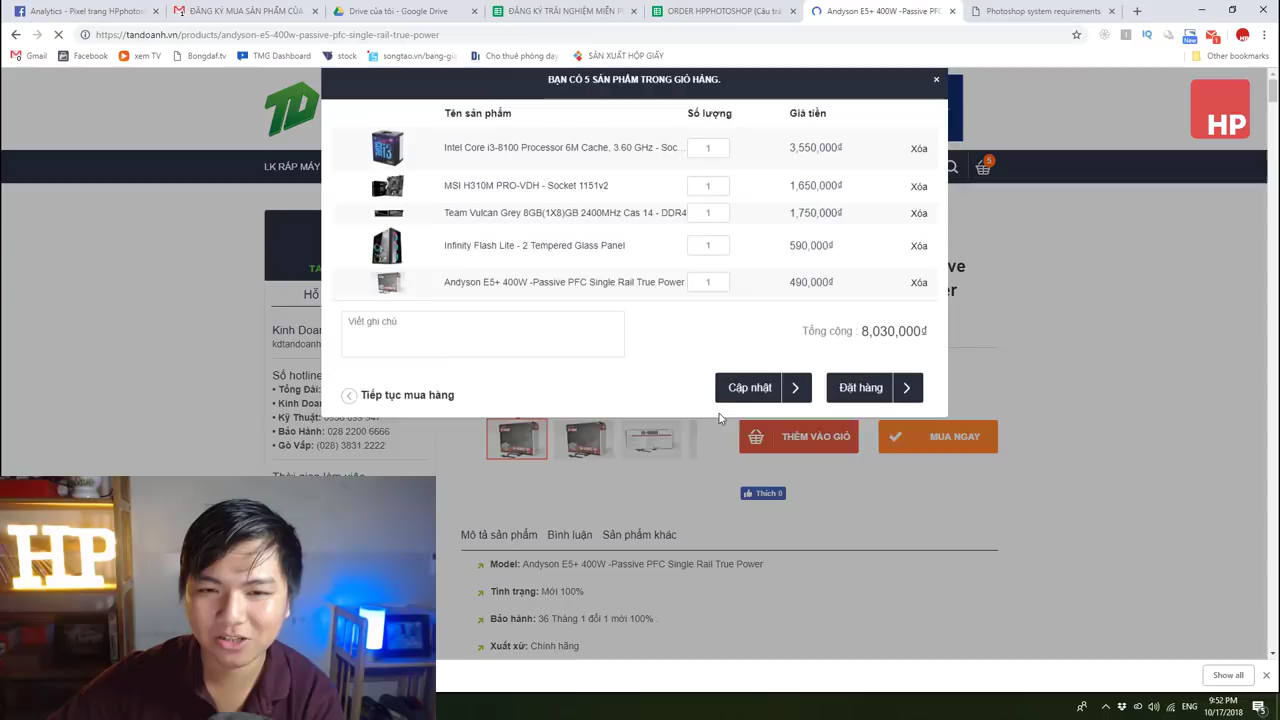 Analytics - Trang HPphotosh
ĐĂNG KÝ MUA SẢN PHẨM CỦA
Drive của tôi - Google Drive
ĐĂNG KÝ TRẢI NGHIỆM MIỄN P
ORDER HPPHOTOSHOP (Câu trả
Andyson E5+ 400W -Passive PF
Photoshop system requirements
https://tandoanh.vn/products/andyson-e5-400w-passive-pfc-single-rail-true-power
Gmail
Facebook
xem TV
Bongdaf.tv
TMG Dashboard
songtao.vn/bang-gi
Cho thuê phòng dạy
SẢN XUẤT HỘP GIẤY
Other bookmarks
BẠN CÓ 5 SẢN PHẨM TRONG GIỎ HÀNG.
×
HP
Tên sản phẩm
Số lượng
Giá tiền
Intel Core i3-8100 Processor 6M Cache, 3.60 GHz - Soc...
1
3,550,000₫
Xóa
LK RÁP MÁY
5
MSI H310M PRO-VDH - Socket 1151v2
1
1,650,000₫
Xóa
Team Vulcan Grey 8GB(1X8)GB 2400MHz Cas 14 - DDR4
1
1,750,000₫
Xóa
Infinity Flash Lite - 2 Tempered Glass Panel
1
590,000₫
Xóa
Andyson E5+ 400W -Passive PFC Single Rail True Power
1
490,000₫
Xóa
Viết ghi chú
Tổng cộng : 8,030,000₫
Kinh Doan
kdtandoanh
Số hotline
• Tổng Đài:
Tiếp tục mua hàng
Cập nhật
Đặt hàng
• Bảo Hành: 028 2200 6666
• Gò Vấp: (028) 3831.2222
THÊM VÀO GIỎ
MUA NGAY
Thích 0
Mô tả sản phẩm
Bình luận
Sản phẩm khác
Model: Andyson E5+ 400W -Passive PFC Single Rail True Power
Tình trạng: Mới 100%
Bảo hành: 36 Tháng 1 đổi 1 mới 100% .
Xuất xứ: Chính hãng
HP
Show all
9:52 PM
10/17/2018